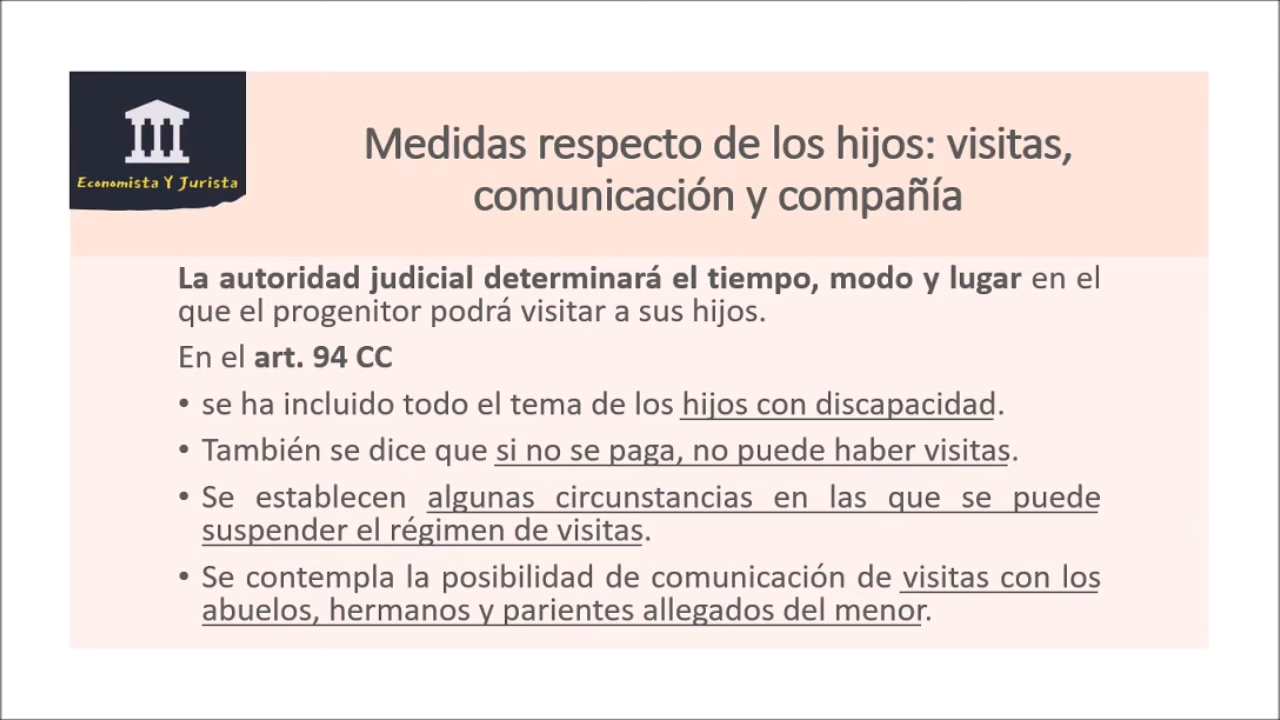 Economista Y Jurista
Medidas respecto de los hijos: visitas,
comunicación y compañía
La autoridad judicial determinará el tiempo, modo y lugar en el
que el progenitor podrá visitar a sus hijos.
En el art. 94 CC
• se ha incluido todo el tema de los hijos con discapacidad.
• También se dice que si no se paga, no puede haber visitas.
• Se establecen algunas circunstancias en las que se puede
suspender el régimen de visitas.
• Se contempla la posibilidad de comunicación de visitas con los
abuelos, hermanos y parientes allegados del menor.